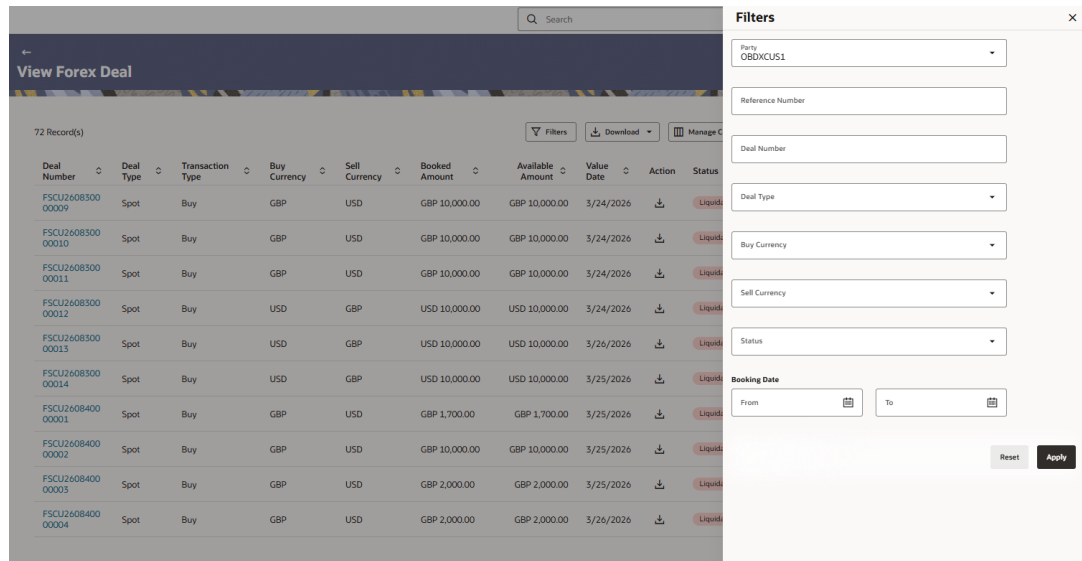 Search
View Forex Deal
72 Record(s)
Filters
Download
Manage C
Deal Number
Deal Type
Transaction Type
Buy Currency
Sell Currency
Booked Amount
Available Amount
Value Date
Action
Status
FSCU2608300
00009
Spot Buy GBP USD GBP 10,000.00 GBP 10,000.00 3/24/2026 Liquida
FSCU2608300
00010
Spot Buy GBP USD GBP 10,000.00 GBP 10,000.00 3/24/2026 Liquida
FSCU2608300
00011
Spot Buy GBP USD GBP 10,000.00 GBP 10,000.00 3/24/2026 Liquida
FSCU2608300
00012
Spot Buy USD GBP USD 10,000.00 USD 10,000.00 3/24/2026 Liquida
FSCU2608300
00013
Spot Buy USD GBP USD 10,000.00 USD 10,000.00 3/26/2026 Liquida
FSCU2608300
00014
Spot Buy USD GBP USD 10,000.00 USD 10,000.00 3/25/2026 Liquida
FSCU2608400
00001
Spot Buy GBP USD GBP 1,700.00 GBP 1,700.00 3/25/2026 Liquida
FSCU2608400
00002
Spot Buy GBP USD GBP 10,000.00 GBP 10,000.00 3/25/2026 Liquida
FSCU2608400
00003
Spot Buy GBP USD GBP 2,000.00 GBP 2,000.00 3/25/2026 Liquida
FSCU2608400
00004
Spot Buy GBP USD GBP 2,000.00 GBP 2,000.00 3/26/2026 Liquida
Filters
Party
OBDXCUS1
Reference Number
Deal Number
Deal Type
Buy Currency
Sell Currency
Status
Booking Date
From
To
Reset
Apply